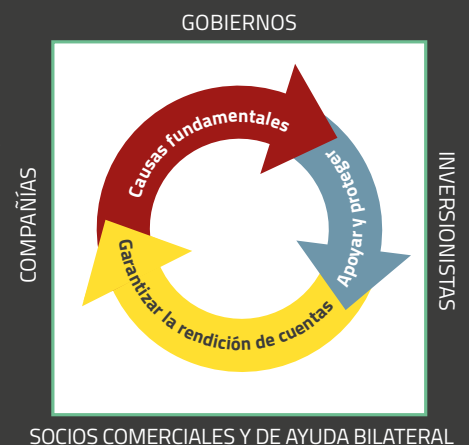 GOBIERNOS
COMPAÑÍAS
Causas fundamentales
Apoyar y proteger
Garantizar la rendición de cuentas
INVERSIONISTAS
SOCIOS COMERCIALES Y DE AYUDA BILATERAL